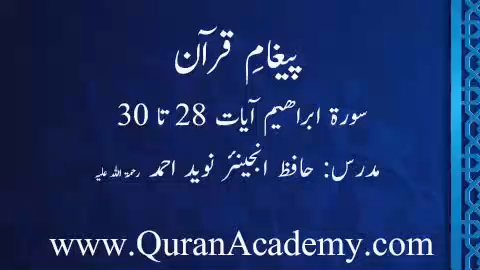 پیغامِ قرآن
سورۃ ابراھیم آیات 28 تا 30
مدرس: حافظ انجینئر نوید احمد رحمۃ اللہ علیہ
www.QuranAcademy.com